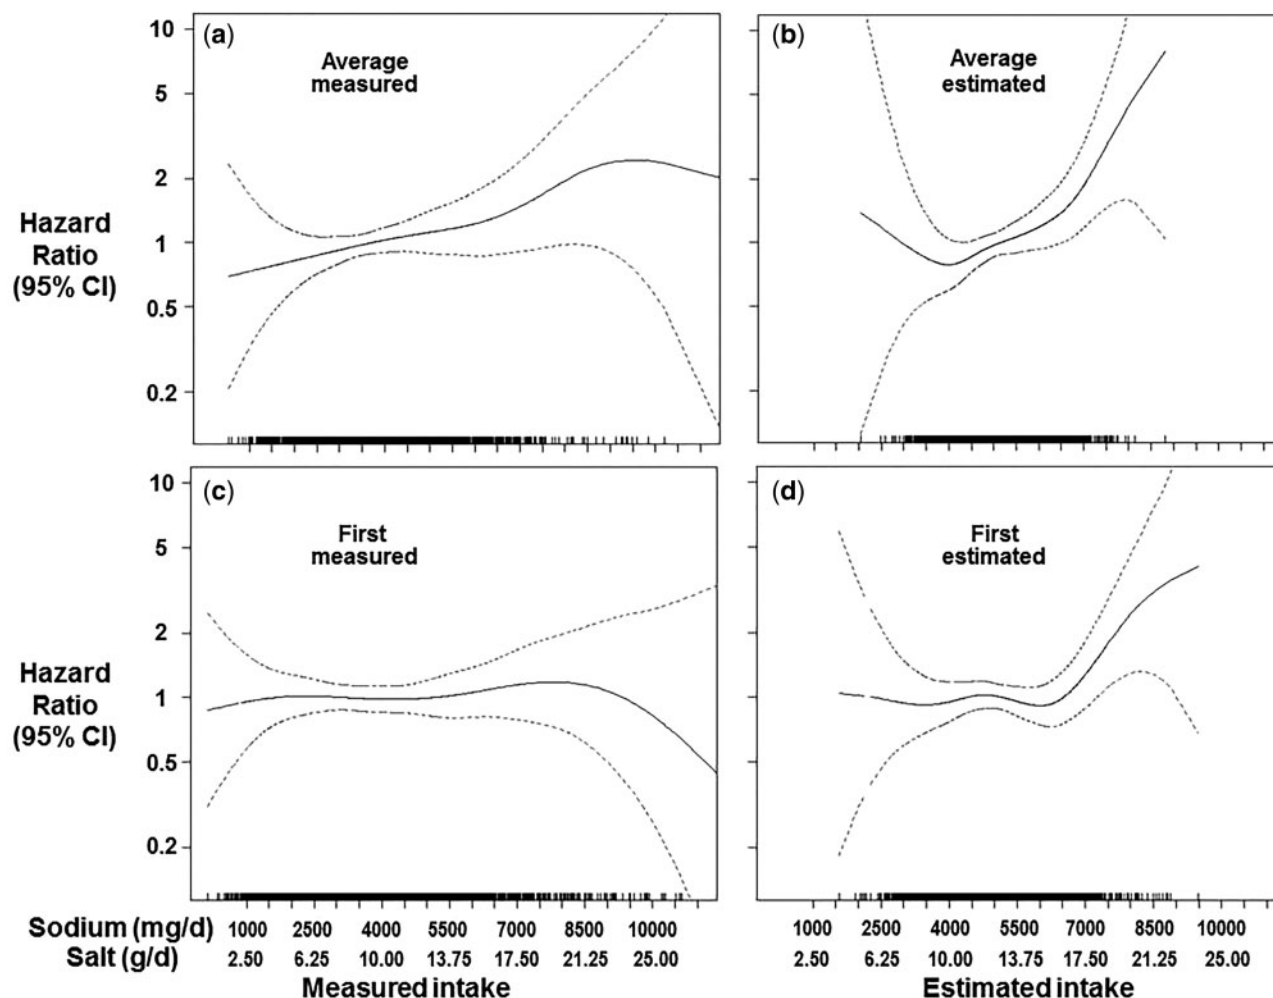 (a)
Average
measured
10
5
2
1
0.5
0.2
Hazard
Ratio
(95% CI)
(b)
Average
estimated
(c)
First
measured
10
5
2
1
0.5
0.2
Hazard
Ratio
(95% CI)
(d)
First
estimated
Sodium (mg/d) 1000 2500 4000 5500 7000 8500 10000 1000 2500 4000 5500 7000 8500 10000
Salt (g/d) 2.50 6.25 10.00 13.75 17.50 21.25 25.00 2.50 6.25 10.00 13.75 17.50 21.25 25.00
Measured intake Estimated intake